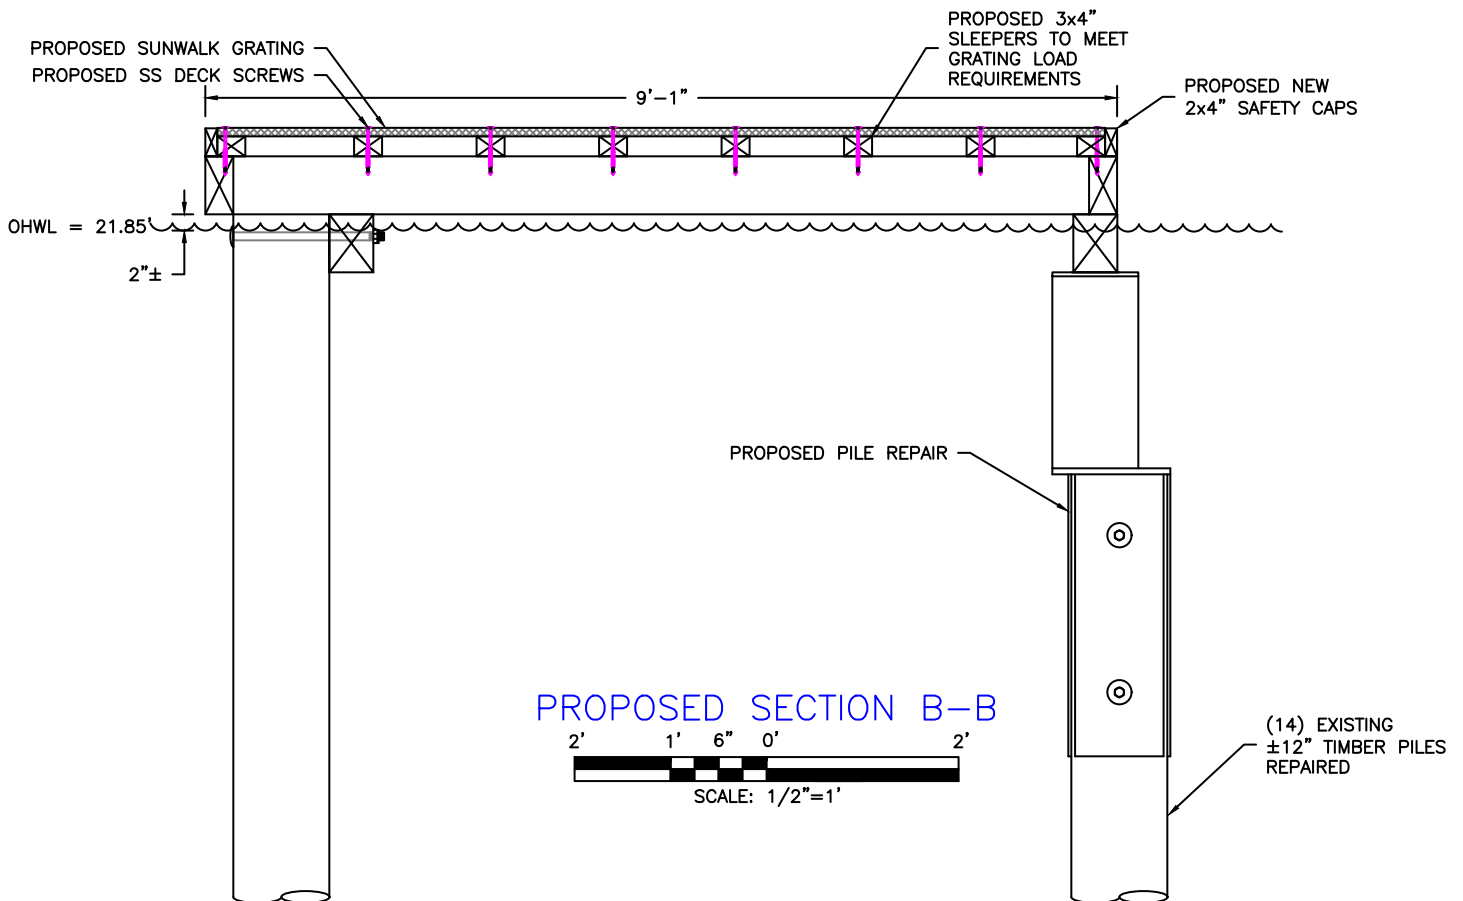 PROPOSED 3x4"
SLEEPERS TO MEET
GRATING LOAD
REQUIREMENTS
PROPOSED SUNWALK GRATING
PROPOSED SS DECK SCREWS
9'-1"
PROPOSED NEW
2x4" SAFETY CAPS
OHWL = 21.85'
2"±
PROPOSED PILE REPAIR
PROPOSED SECTION B-B
2' 1' 6" 0' 2'
SCALE: 1/2"=1'
(14) EXISTING
±12" TIMBER PILES
REPAIRED